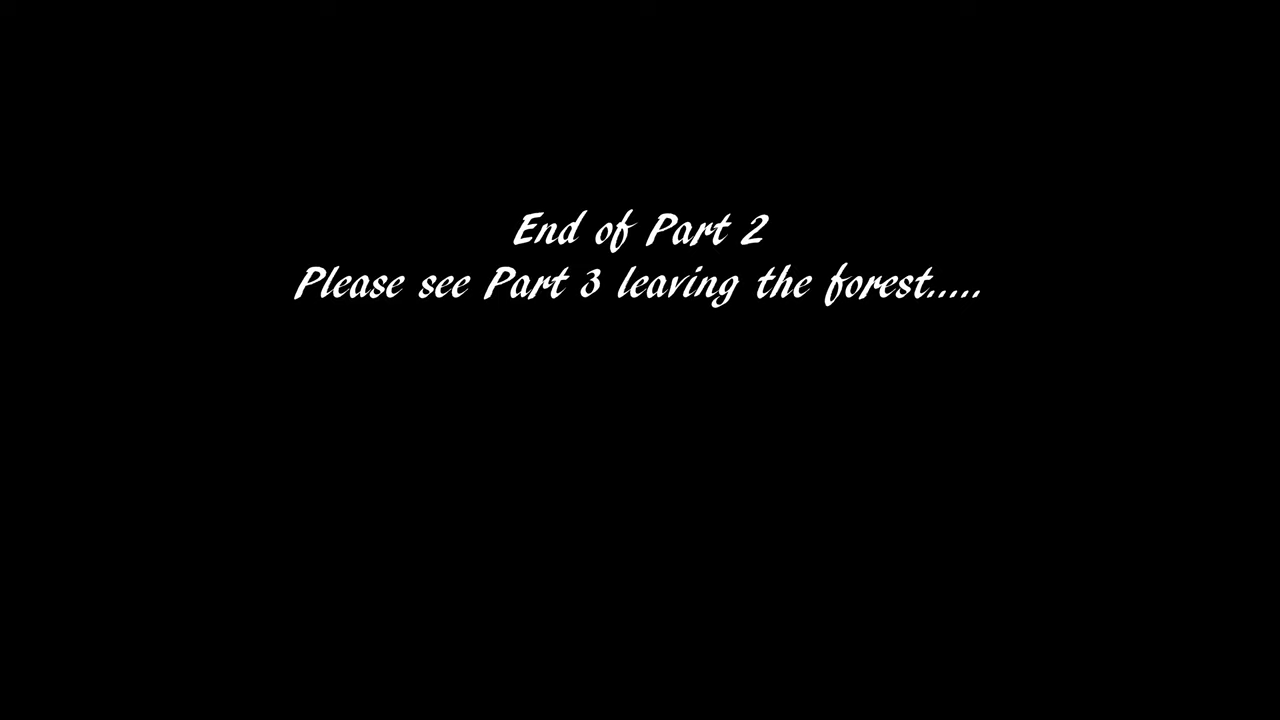 End of Part 2
Please see Part 3 leaving the forest.....